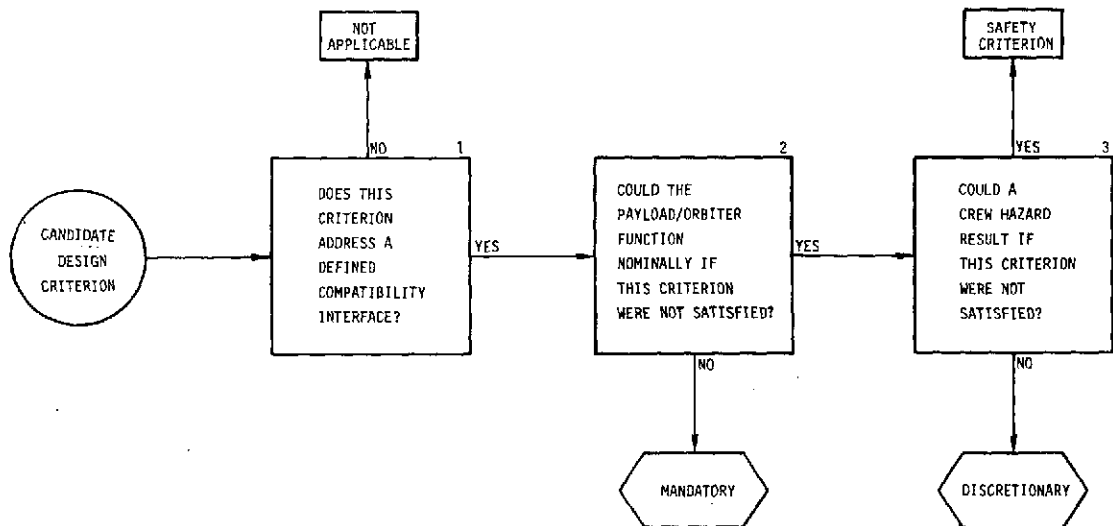 NOT
APPLICABLE
SAFETY
CRITERION
NO
1
2
YES
3
CANDIDATE
DESIGN
CRITERION
DOES THIS
CRITERION
ADDRESS A
DEFINED
COMPATIBILITY
INTERFACE?
YES
COULD THE
PAYLOAD/ORBITER
FUNCTION
NOMINALLY IF
THIS CRITERION
WERE NOT SATISFIED?
YES
COULD A
CREW HAZARD
RESULT IF
THIS CRITERION
WERE NOT
SATISFIED?
NO
NO
MANDATORY
DISCRETIONARY